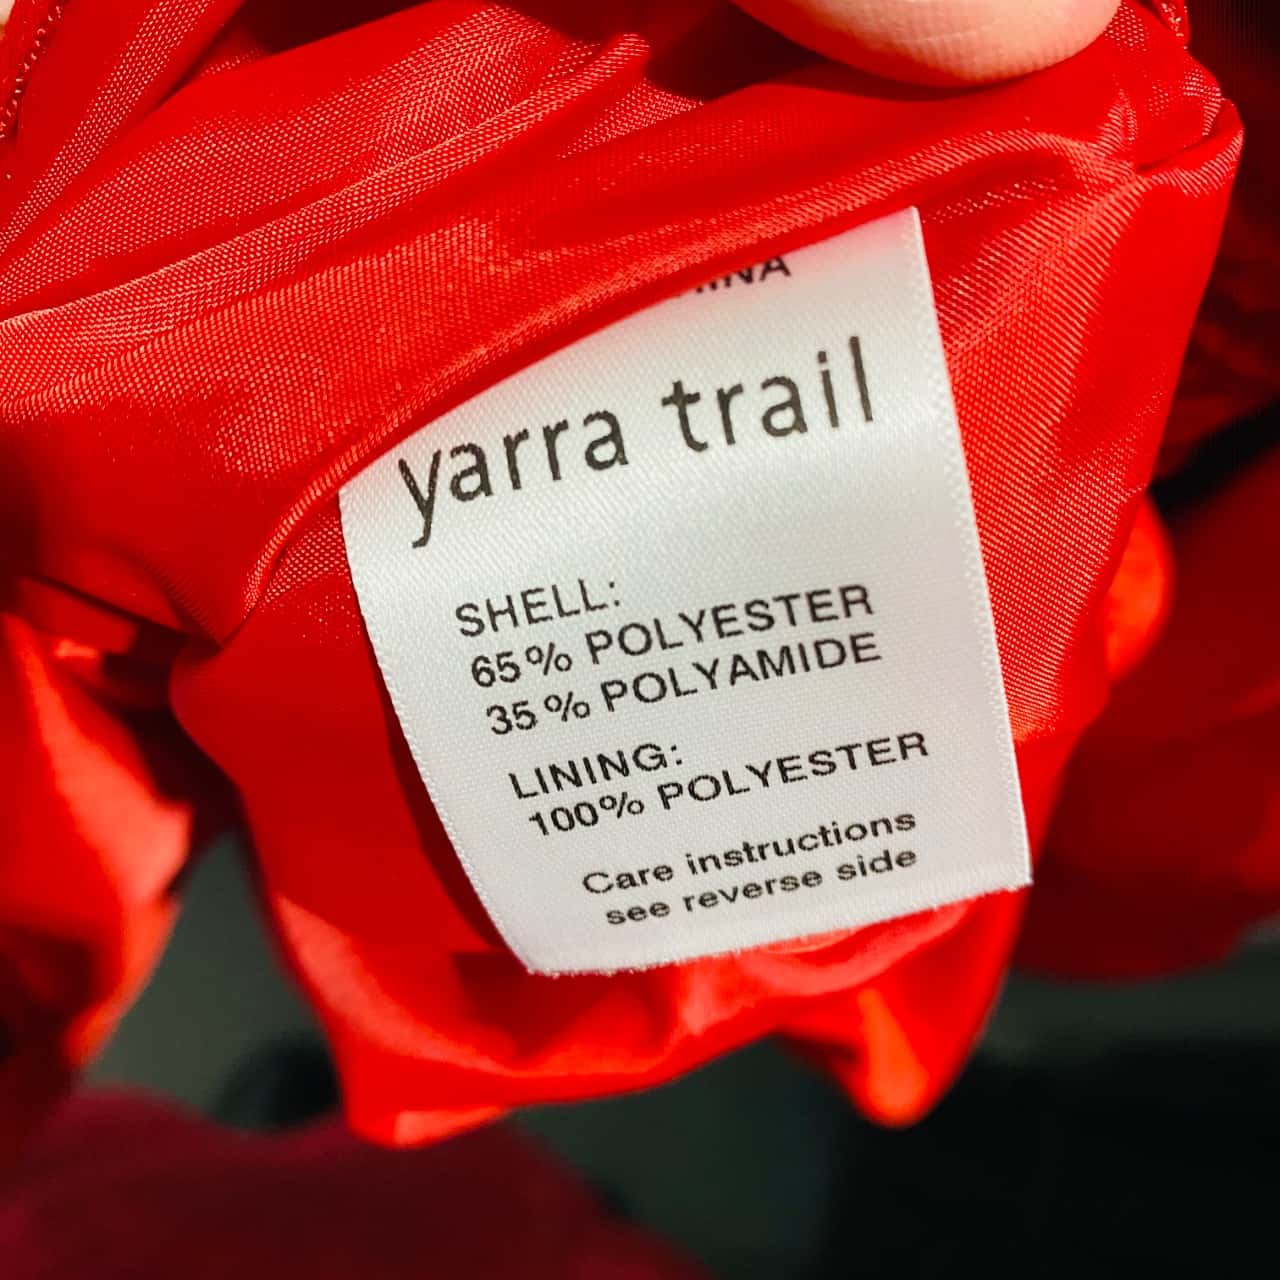 yarra trail
SHELL:
65% POLYESTER
35% POLYAMIDE
LINING:
100% POLYESTER
Care instructions
see reverse side